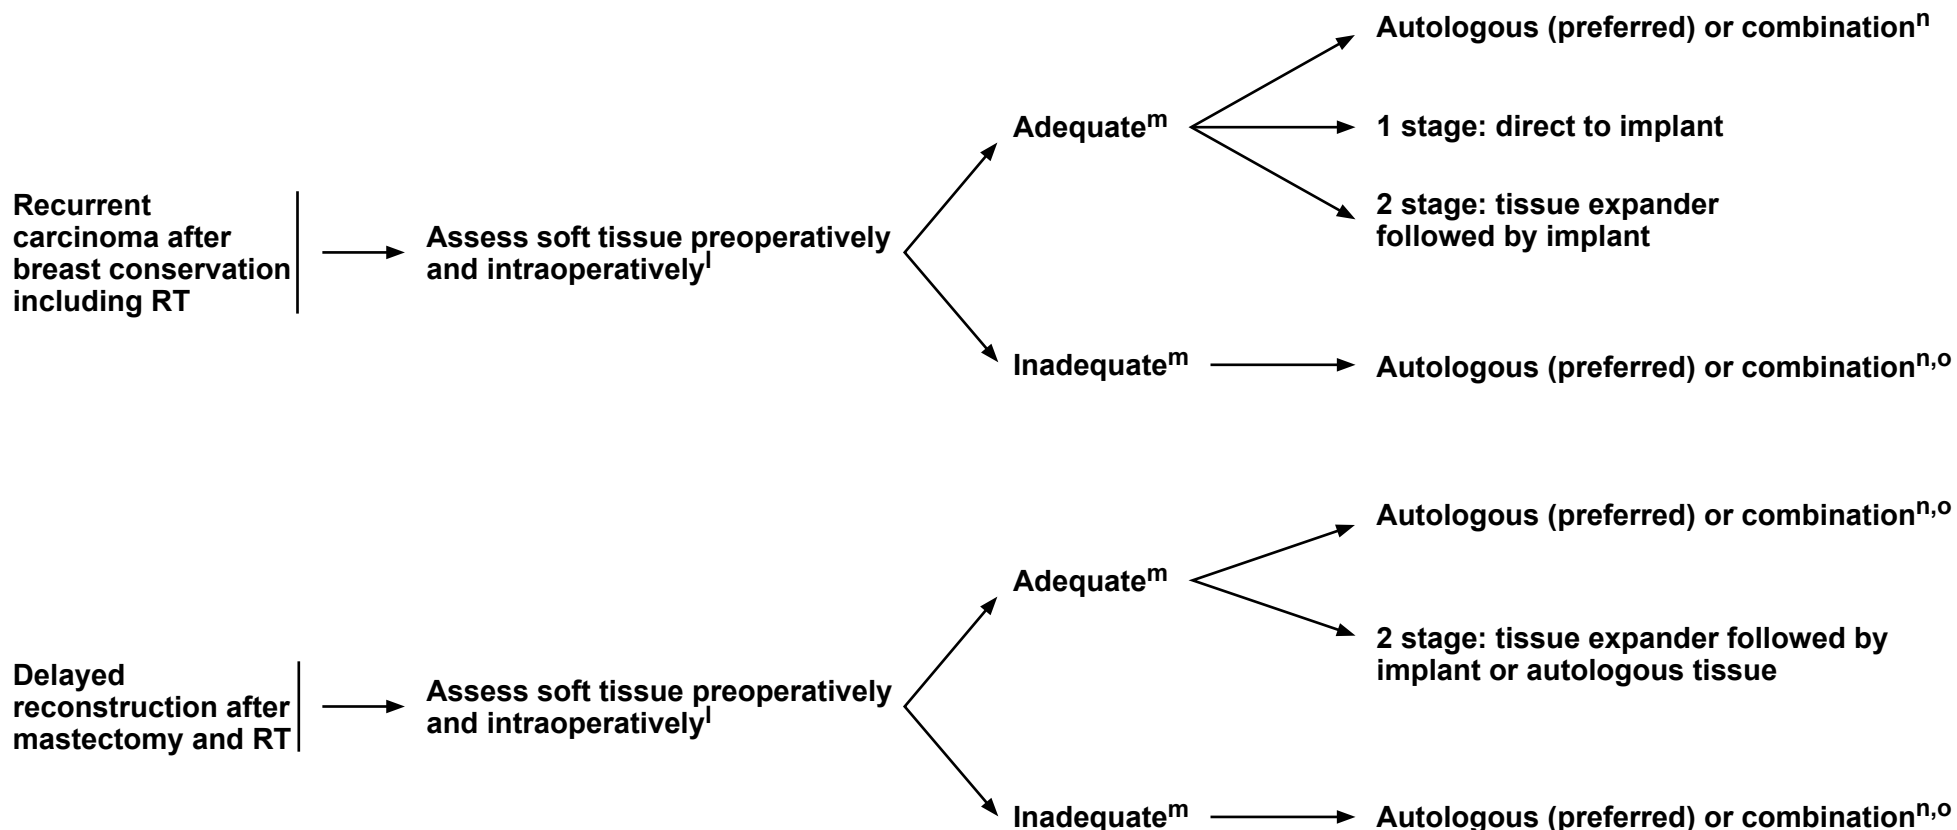 Autologous (preferred) or combinationⁿ
Adequateᵐ
1 stage: direct to implant
2 stage: tissue expander
followed by implant
Recurrent
carcinoma after
breast conservation
including RT
Assess soft tissue preoperatively
and intraoperativelyˡ
Inadequateᵐ
Autologous (preferred) or combinationⁿ,ᵒ
Autologous (preferred) or combinationⁿ,ᵒ
Adequateᵐ
2 stage: tissue expander followed by
implant or autologous tissue
Delayed
reconstruction after
mastectomy and RT
Assess soft tissue preoperatively
and intraoperativelyˡ
Inadequateᵐ
Autologous (preferred) or combinationⁿ,ᵒ